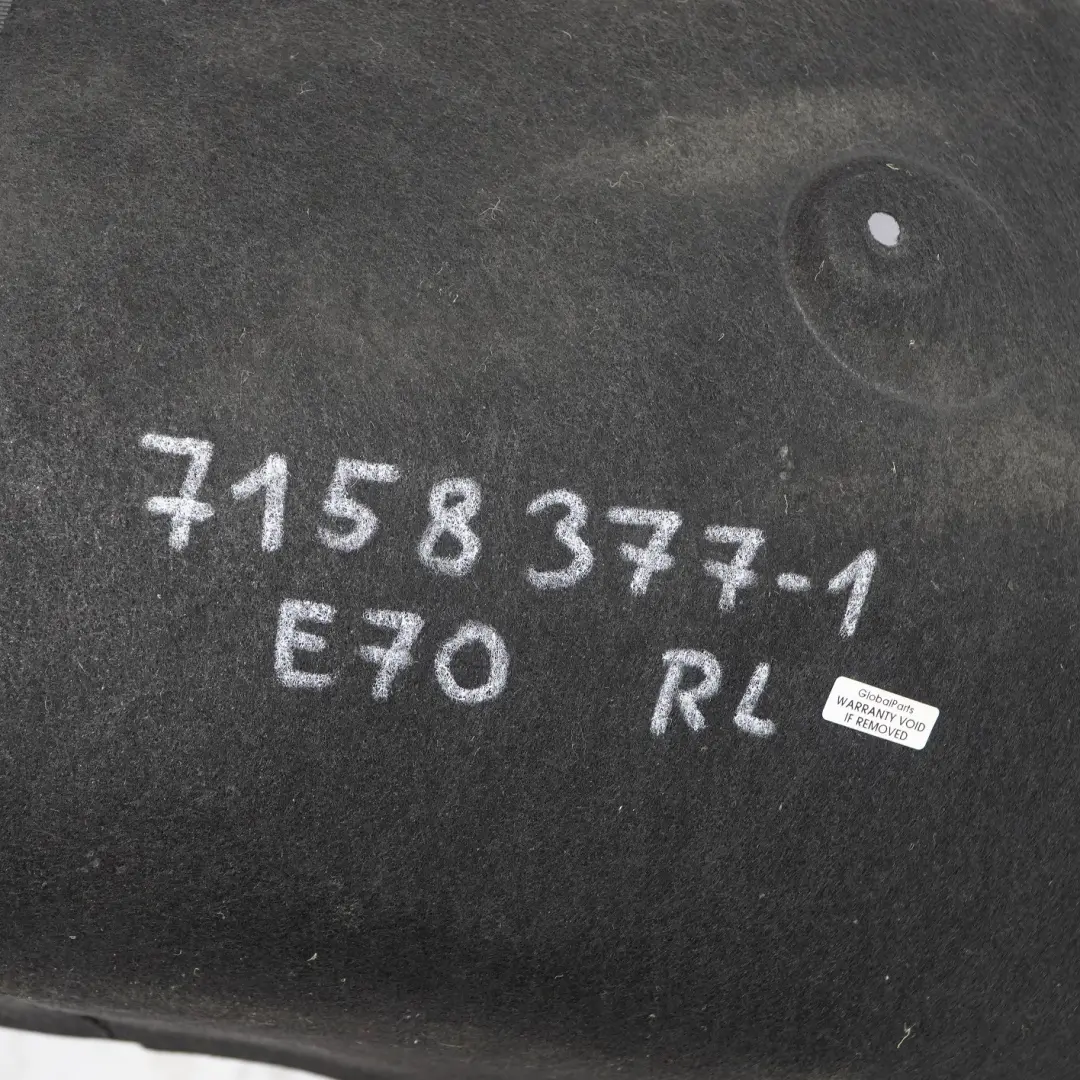 7158377-1
E70 RL
GlobalParts
WARRANTY VOID
IF REMOVED